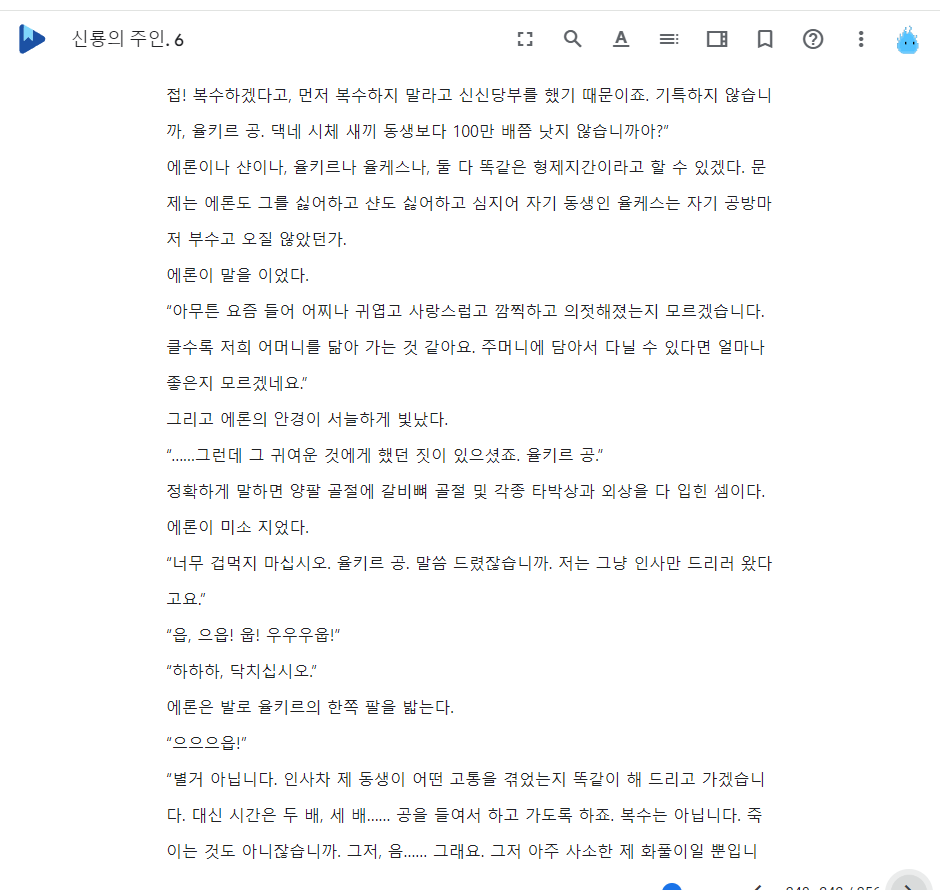 신룡의 주인. 6
접! 복수하겠다고, 먼저 복수하지 말라고 신신당부를 했기 때문이죠. 기특하지 않습니
까, 율키르 공. 댁네 시체 새끼 동생보다 100만 배쯤 낫지 않습니까아?”
에론이나 샨이나, 율키르나 율케스나, 둘 다 똑같은 형제지간이라고 할 수 있겠다. 문
제는 에론도 그를 싫어하고 샨도 싫어하고 심지어 자기 동생인 율케스는 자기 공방마
저 부수고 오질 않았던가.
에론이 말을 이었다.
“아무튼 요즘 들어 어찌나 귀엽고 사랑스럽고 깜찍하고 의젓해졌는지 모르겠습니다.
클수록 저희 어머니를 닮아 가는 것 같아요. 주머니에 담아서 다닐 수 있다면 얼마나
좋은지 모르겠네요.”
그리고 에론의 안경이 서늘하게 빛났다.
“……그런데 그 귀여운 것에게 했던 짓이 있으셨죠. 율키르 공.”
정확하게 말하면 양팔 골절에 갈비뼈 골절 및 각종 타박상과 외상을 다 입힌 셈이다.
에론이 미소 지었다.
“너무 겁먹지 마십시오. 율키르 공. 말씀 드렸잖습니까. 저는 그냥 인사만 드리러 왔다
고요.”
“읍, 으읍! 웁! 우우우웁!”
“하하하, 닥치십시오.”
에론은 발로 율키르의 한쪽 팔을 밟는다.
“으으으읍!”
“별거 아닙니다. 인사차 제 동생이 어떤 고통을 겪었는지 똑같이 해 드리고 가겠습니
다. 대신 시간은 두 배, 세 배…… 공을 들여서 하고 가도록 하죠. 복수는 아닙니다. 죽
이는 것도 아니잖습니까. 그저, 음…… 그래요. 그저 아주 사소한 제 화풀이일 뿐입니